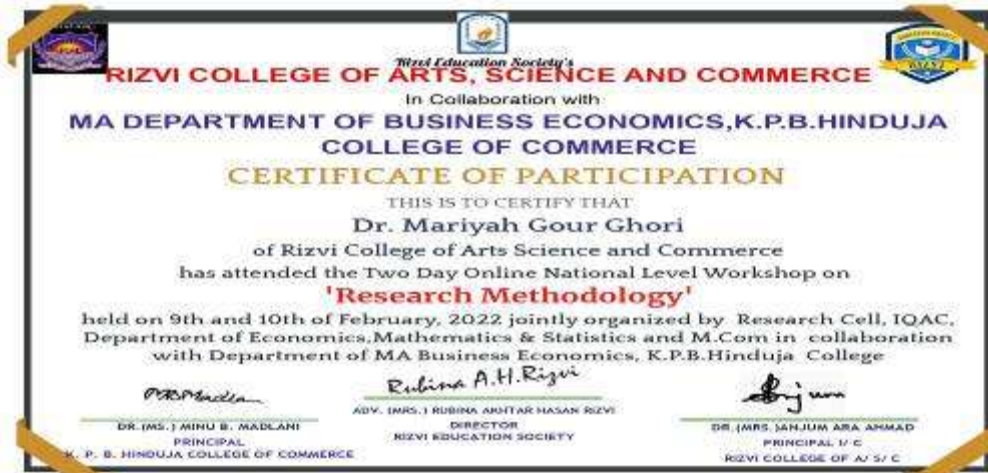 Rizvi Education Society's
RIZVI COLLEGE OF ARTS, SCIENCE AND COMMERCE
In Collaboration with
MA DEPARTMENT OF BUSINESS ECONOMICS,K.P.B.HINDUJA
COLLEGE OF COMMERCE
CERTIFICATE OF PARTICIPATION
THIS IS TO CERTIFY THAT
Dr. Mariyah Gour Ghori
of Rizvi College of Arts Science and Commerce
has attended the Two Day Online National Level Workshop on
'Research Methodology'
held on 9th and 10th of February, 2022 jointly organized by Research Cell, IQAC,
Department of Economics,Mathematics & Statistics and M.Com in collaboration
with Department of MA Business Economics, K.P.B.Hinduja College
Rubina A.H.Rizvi
DR. (MS.) MINU B. MADLANI
PRINCIPAL
K. P. B. HINDUJA COLLEGE OF COMMERCE
ADV. (MRS.) RUBINA AKHTAR HASAN RIZVI
DIRECTOR
RIZVI EDUCATION SOCIETY
DR. (MRS.)ANJUM ARA AHMAD
PRINCIPAL I/ C
RIZVI COLLEGE OF A/ S/ C